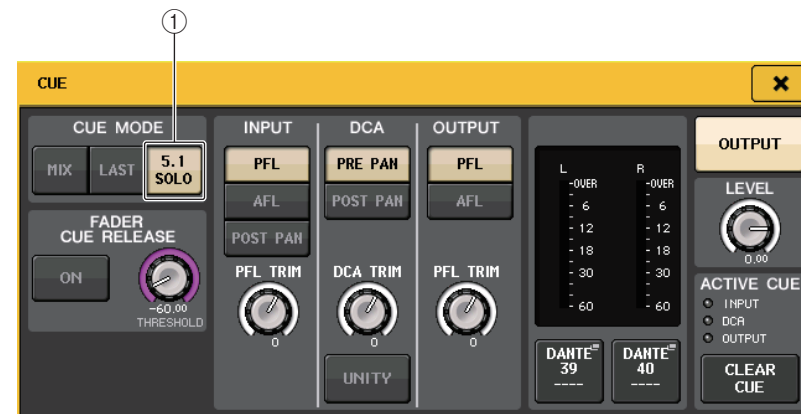 1
CUE
CUE MODE
MIX
LAST
5.1
SOLO
FADER
CUE RELEASE
ON
-60.00
THRESHOLD
INPUT
PFL
AFL
POST PAN
PFL TRIM
0
DCA
PRE PAN
POST PAN
DCA TRIM
0
UNITY
OUTPUT
PFL
AFL
PFL TRIM
0
L
R
-OVER
-OVER
- 6
- 6
- 12
- 12
- 18
- 18
- 30
- 30
- 60
- 60
DANTE
39
----
DANTE
40
----
OUTPUT
LEVEL
0.00
ACTIVE CUE
INPUT
DCA
OUTPUT
CLEAR
CUE